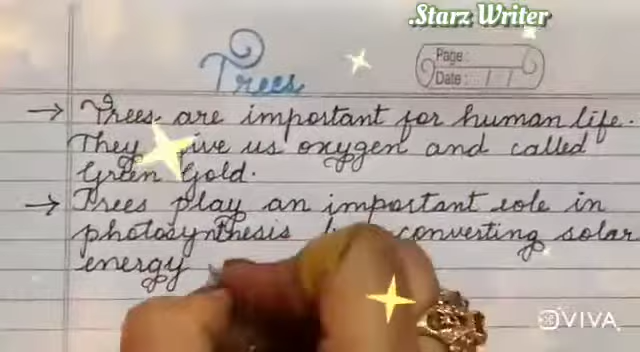 .Starz Writer
Page:
Date: / /
Trees
→ Trees are important for human life.
They give us oxygen and called
Green Gold.
→ Trees play an important role in
photosynthesis converting solar
energy
VIVA